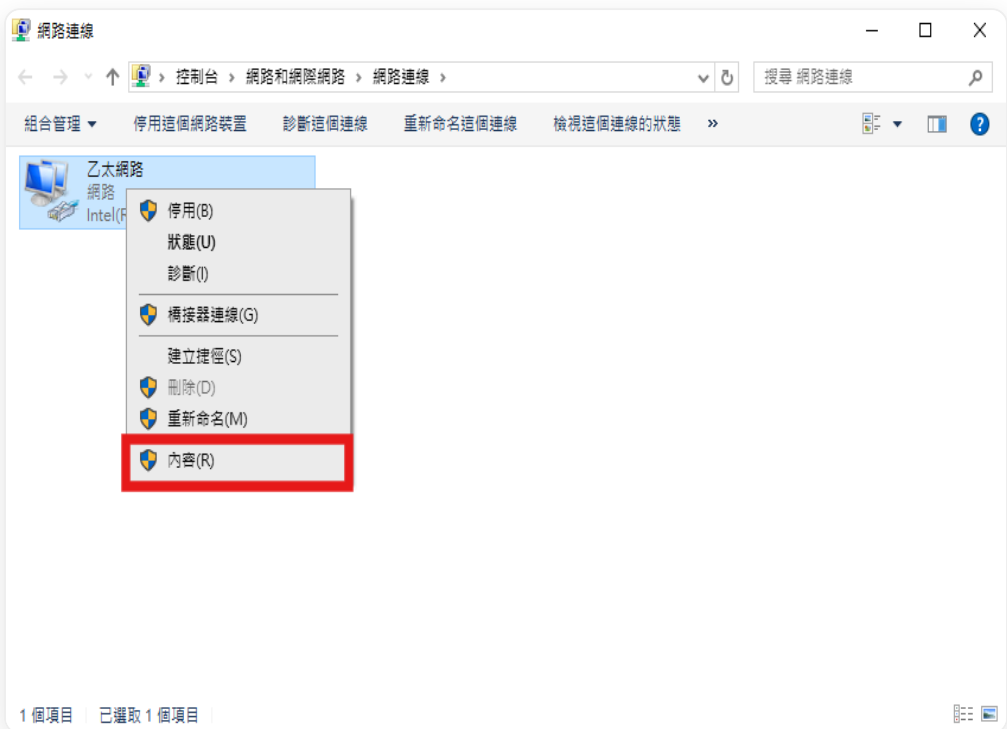 網路連線
控制台 › 網路和網際網路 › 網路連線 ›
搜尋 網路連線
組合管理 停用這個網路裝置 診斷這個連線 重新命名這個連線 檢視這個連線的狀態 »
乙太網路
網路
Intel(R
停用(B)
狀態(U)
診斷(I)
橋接器連線(G)
建立捷徑(S)
刪除(D)
重新命名(M)
內容(R)
1 個項目 已選取 1 個項目